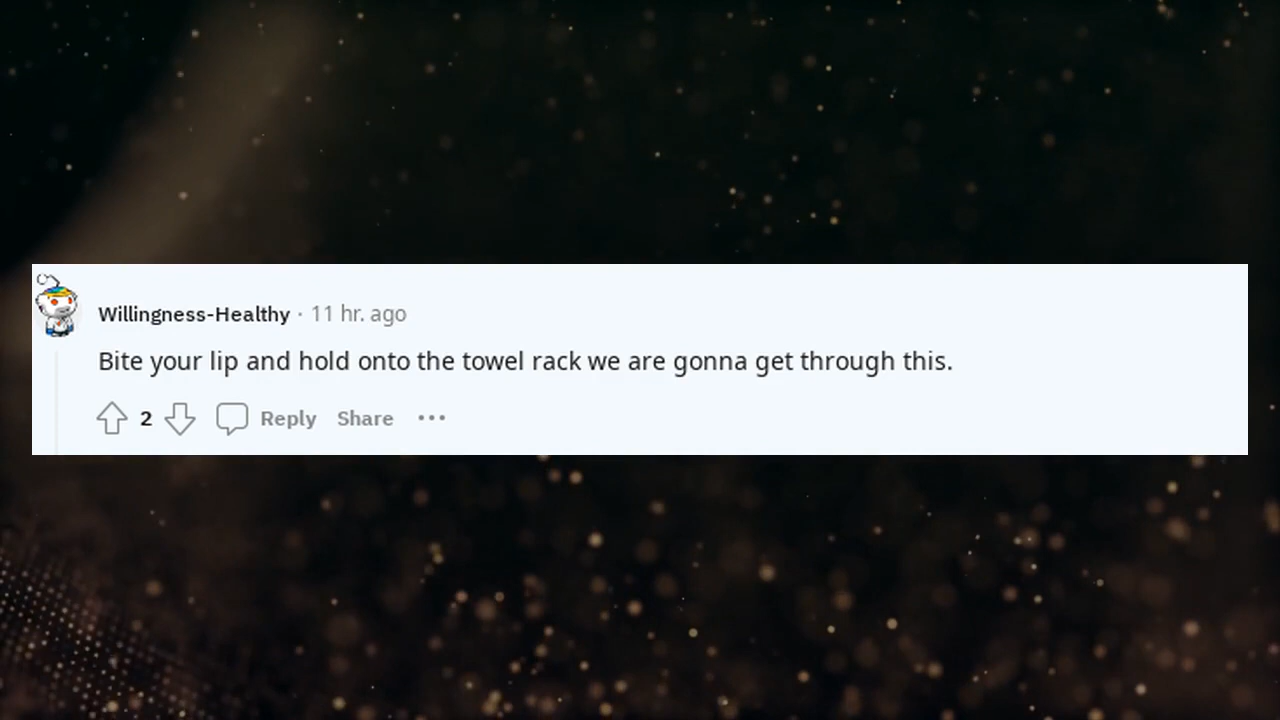 Willingness-Healthy · 11 hr. ago
Bite your lip and hold onto the towel rack we are gonna get through this.
2 Reply Share ···